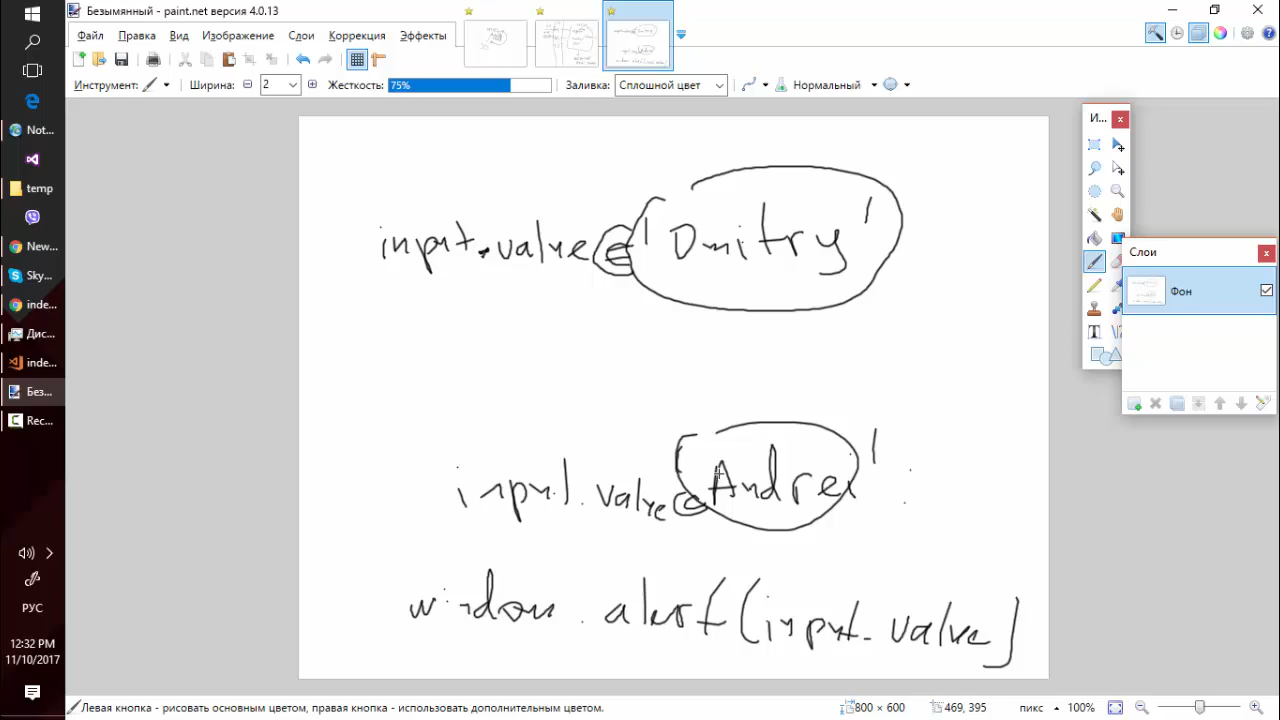 Безымянный - paint.net версия 4.0.13
Файл Правка Вид Изображение Слои Коррекция Эффекты
Инструмент: Ширина: 2 Жесткость: 75% Заливка: Сплошной цвет Нормальный
Not...
temp
New...
Sky...
inde...
Дис...
inde...
Без...
Rec...
РУС
12:32 PM
11/10/2017
input.value = 'Dmitry'
input.value = 'Andrei'
window.alert(input.value)
И...
Слои
Фон
Левая кнопка - рисовать основным цветом, правая кнопка - использовать дополнительным цветом.
800 × 600 469, 395 пикс 100%